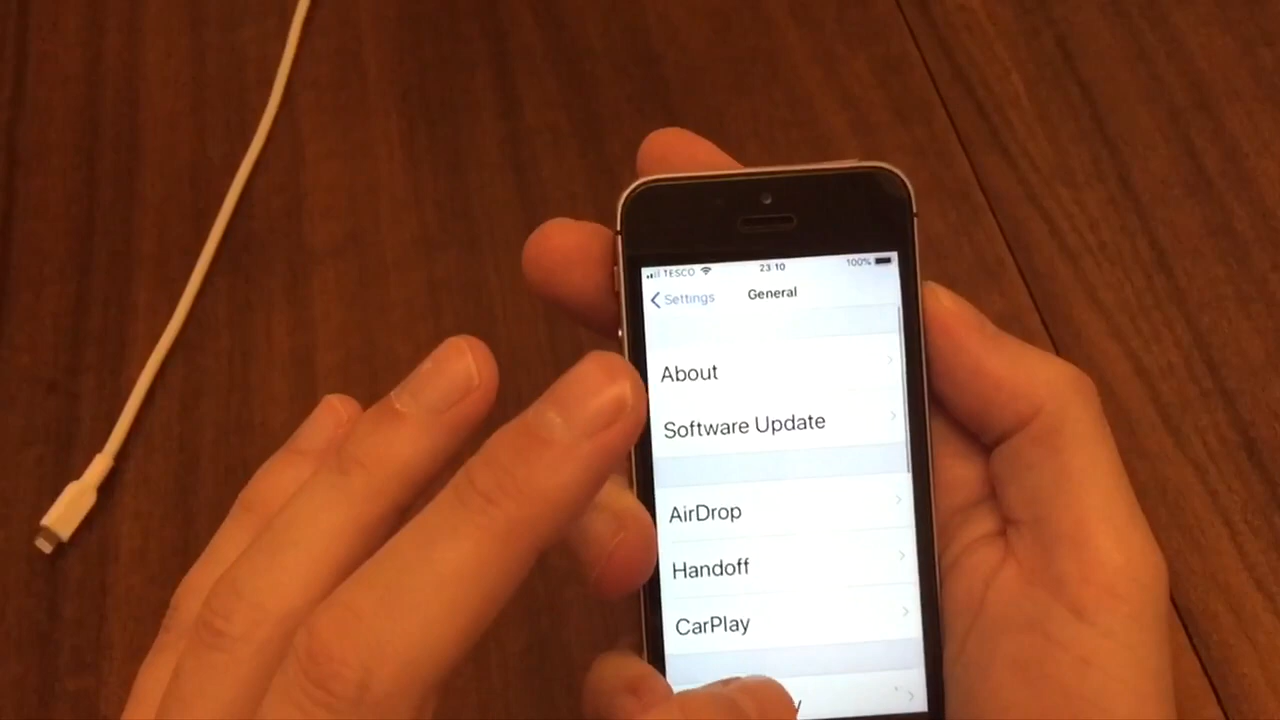 TESCO 23:10 100%
Settings General
About
Software Update
AirDrop
Handoff
CarPlay